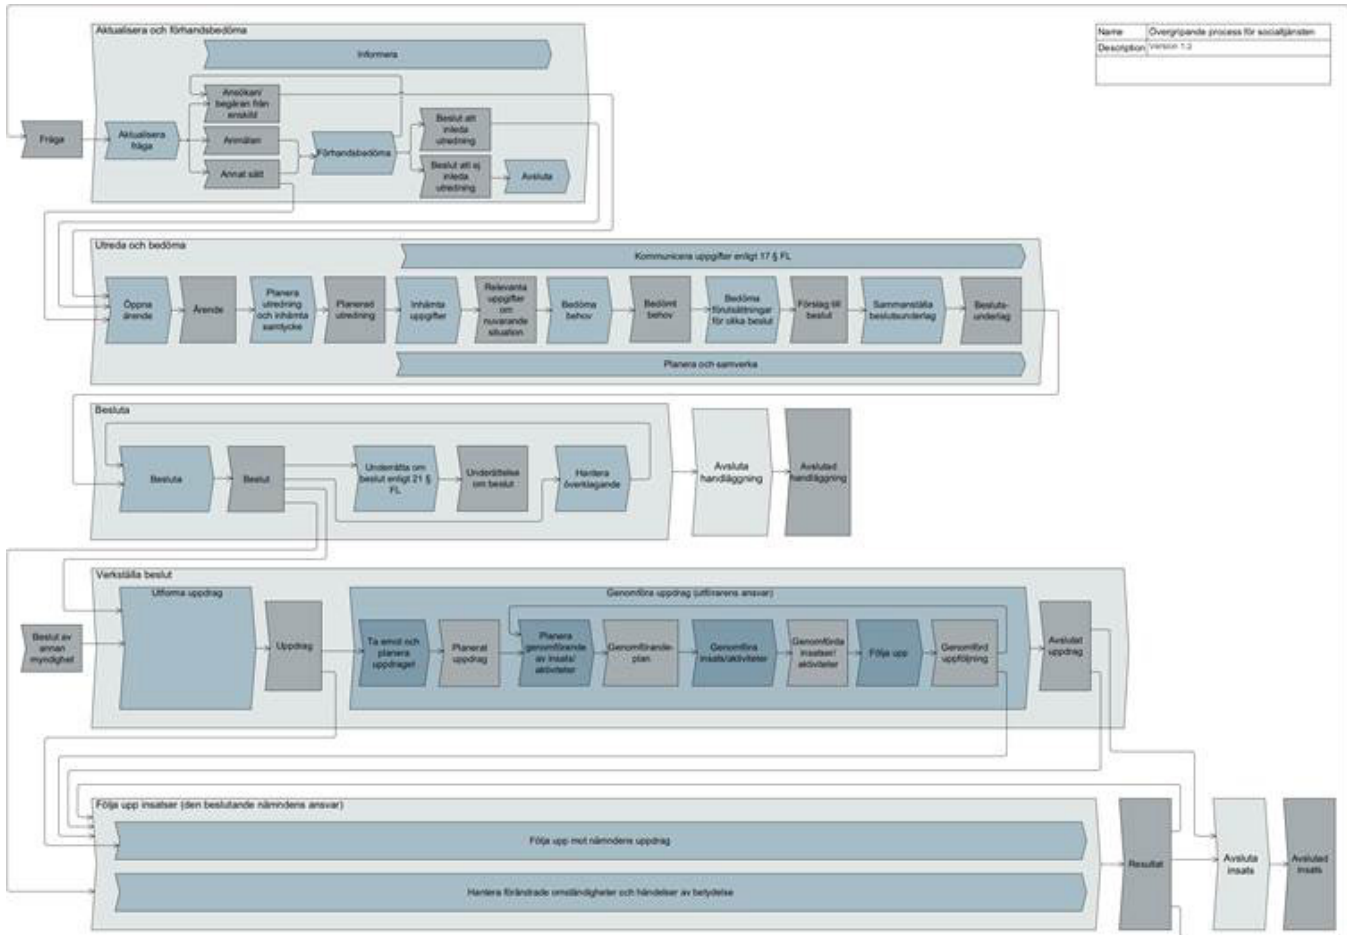 Name Övergripande process för socialtjänsten
Description Version 1.2
Aktualisera och förhandsbedöma
Informera
Fråga
Aktualisera
fråga
Ansökan/
begäran från
enskild
Anmälan
Annat sätt
Förhandsbedöma
Beslut att
inleda
utredning
Beslut att ej
inleda
utredning
Avsluta
Utreda och bedöma
Kommunicera uppgifter enligt 17 § FL
Öppna
ärende
Ärende
Planera
utredning
och inhämta
samtycke
Planerad
utredning
Inhämta
uppgifter
Relevanta
uppgifter
om
nuvarande
situation
Bedöma
behov
Bedömt
behov
Bedöma
förutsättningar
för olika beslut
Förslag till
beslut
Sammanställa
beslutsunderlag
Besluts-
underlag
Planera och samverka
Besluta
Besluta
Beslut
Underrätta om
beslut enligt 21 §
FL
Underättelse
om beslut
Hantera
överklagande
Avsluta
handläggning
Avslutad
handläggning
Verkställa beslut
Beslut av
annan
myndighet
Utforma uppdrag
Uppdrag
Genomföra uppdrag (utförarens ansvar)
Ta emot och
planera
uppdraget
Planerat
uppdrag
Planera
genomförande
av insats/
aktiviteter
Genomförande-
plan
Genomföra
insats/aktiviteter
Genomförda
insatser/
aktiviteter
Följa upp
Genomförd
uppföljning
Avslutat
uppdrag
Följa upp insatser (den beslutande nämndens ansvar)
Följa upp mot nämndens uppdrag
Hantera förändrade omständigheter och händelser av betydelse
Resultat
Avsluta
insats
Avslutad
insats